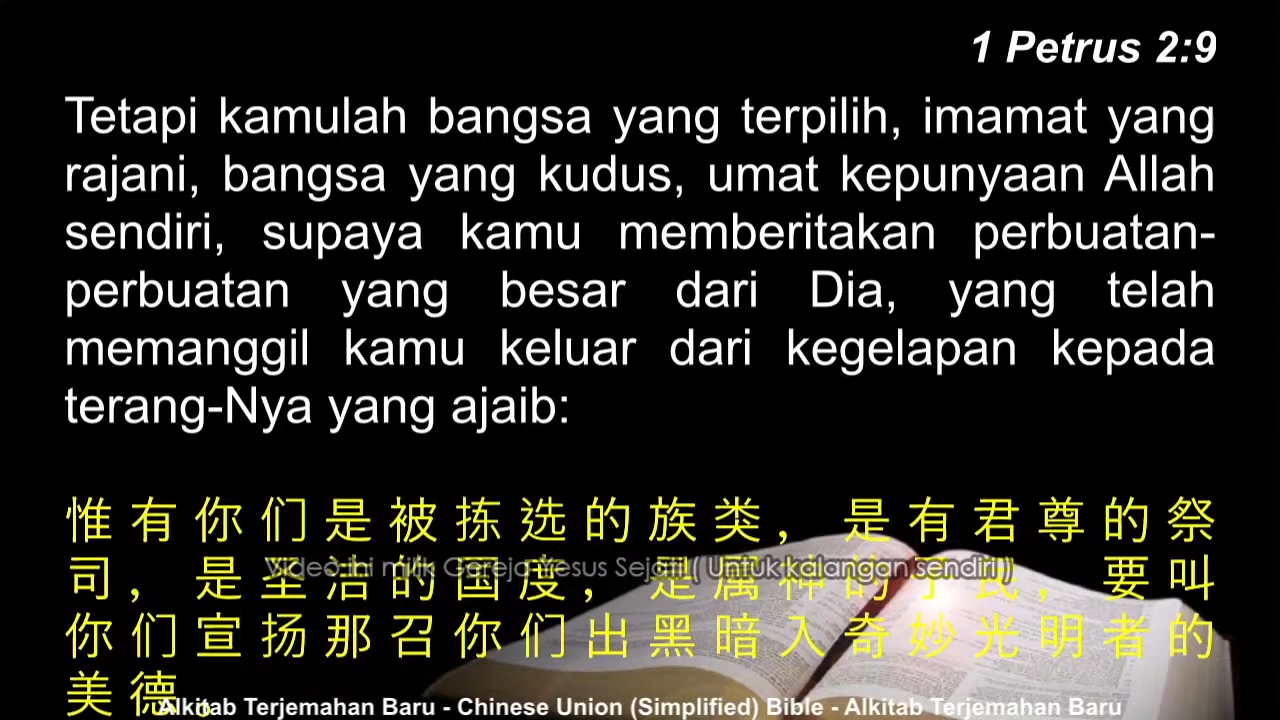 1 Petrus 2:9
Tetapi kamulah bangsa yang terpilih, imamat yang
rajani, bangsa yang kudus, umat kepunyaan Allah
sendiri, supaya kamu memberitakan perbuatan-
perbuatan yang besar dari Dia, yang telah
memanggil kamu keluar dari kegelapan kepada
terang-Nya yang ajaib:
惟有你们是被拣选的族类，是有君尊的祭
司，是圣洁的国度，是属神的子民，要叫
Video ini milik Gereja Yesus Sejati ( Untuk kalangan sendiri )
你们宣扬那召你们出黑暗入奇妙光明者的
美德。
Alkitab Terjemahan Baru - Chinese Union (Simplified) Bible - Alkitab Terjemahan Baru